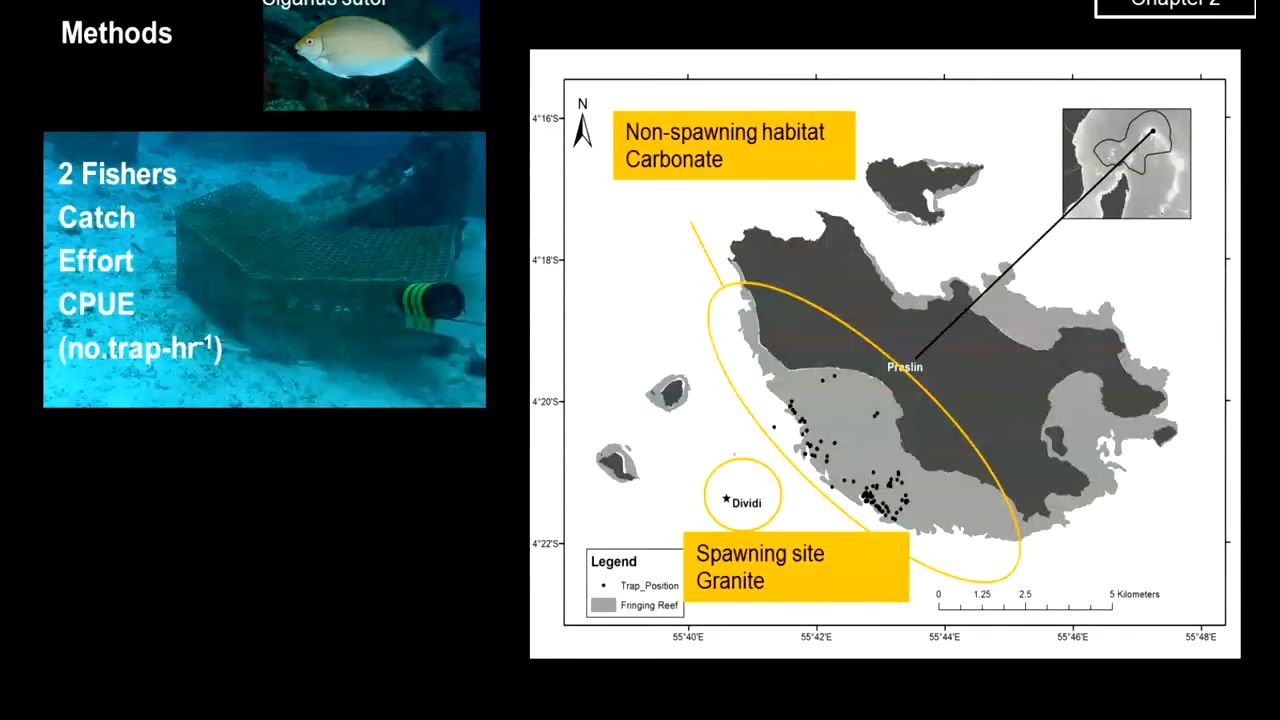 Siganus sutor
Chapter 2
Methods
2 Fishers
Catch
Effort
CPUE
(no.trap-hr⁻¹)
N
Non-spawning habitat
Carbonate
4°16'S
4°18'S
4°20'S
4°22'S
Praslin
Dividi
Spawning site
Granite
Legend
Trap_Position
Fringing Reef
0 1.25 2.5 5 Kilometers
55°40'E 55°42'E 55°44'E 55°46'E 55°48'E